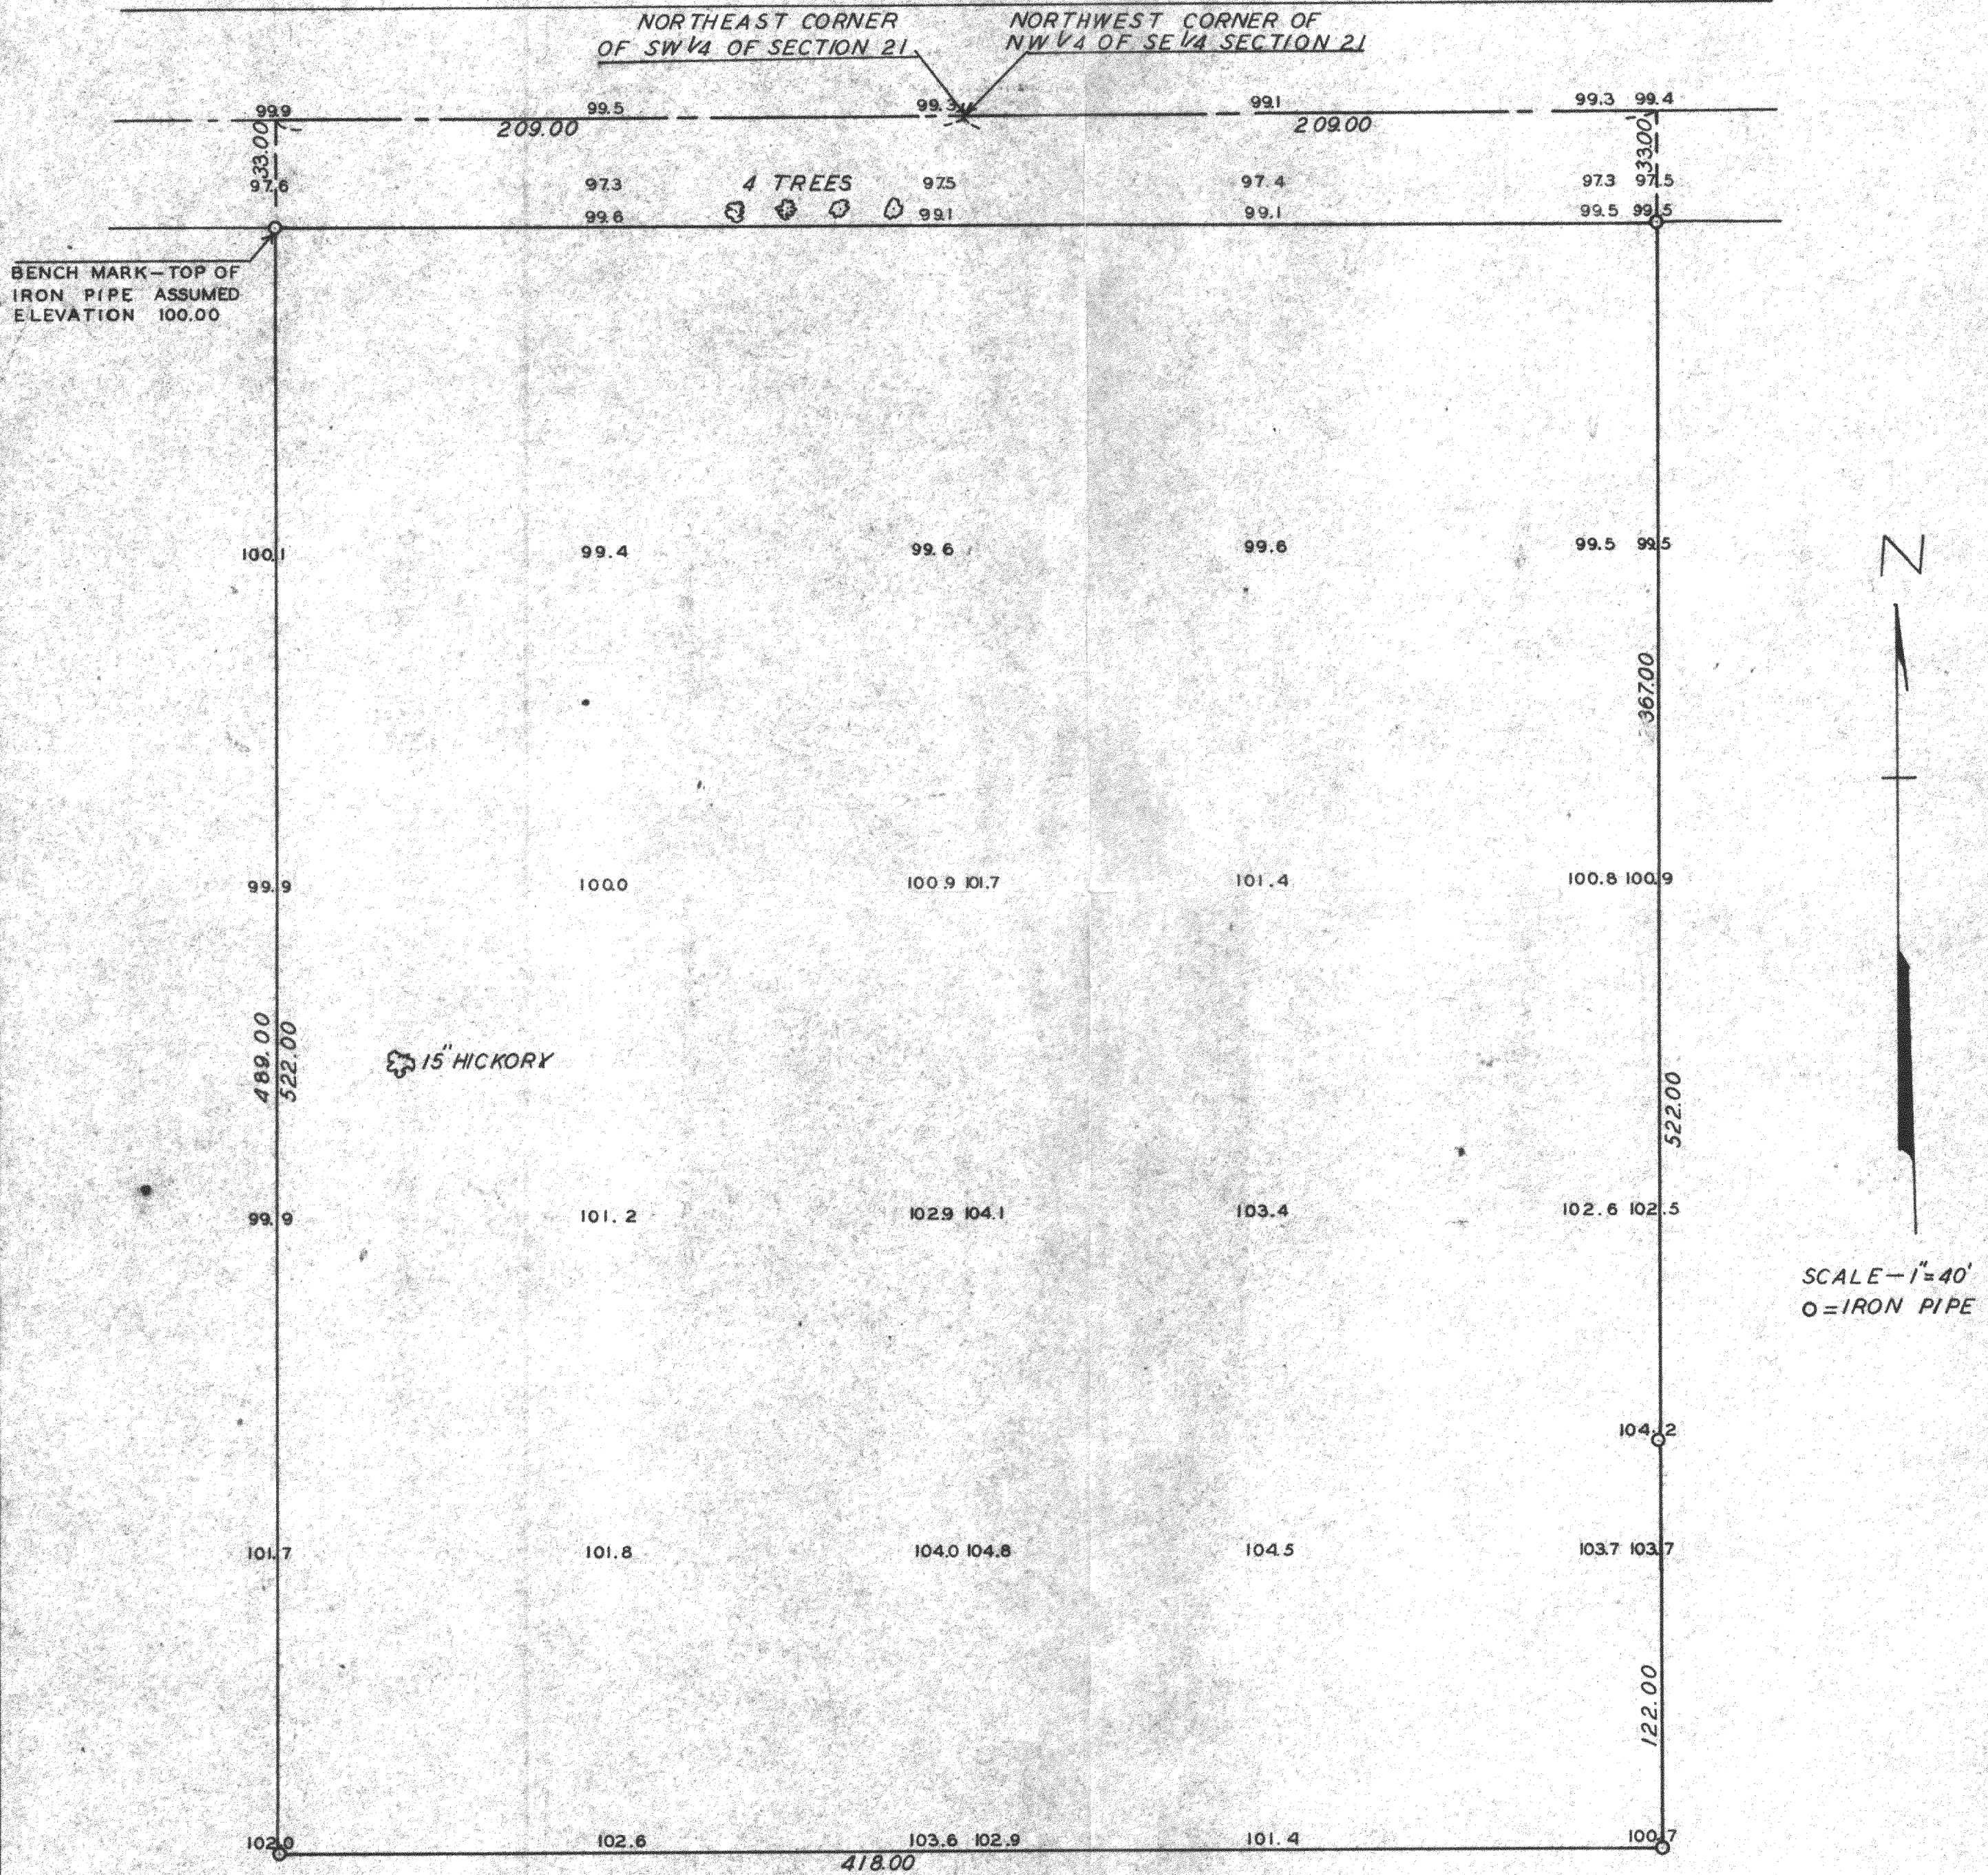 NORTHEAST CORNER
OF SW 1/4 OF SECTION 21
NORTHWEST CORNER OF
NW 1/4 OF SE 1/4 SECTION 21
99.9 99.5 99.3 99.1 99.3 99.4
209.00 209.00
33.00 33.00
97.6 97.3 4 TREES 97.5 97.4 97.3 97.5
99.6 99.1 99.1 99.5 99.5
BENCH MARK—TOP OF
IRON PIPE ASSUMED
ELEVATION 100.00
100.1 99.4 99.6 99.6 99.5 99.5
N
367.00
99.9 100.0 100.9 101.7 101.4 100.8 100.9
489.00
522.00
15" HICKORY
522.00
99.9 101.2 102.9 104.1 103.4 102.6 102.5
SCALE—1"=40'
O=IRON PIPE
104.2
101.7 101.8 104.0 104.8 104.5 103.7 103.7
122.00
102.0 102.6 103.6 102.9 101.4 100.7
418.00